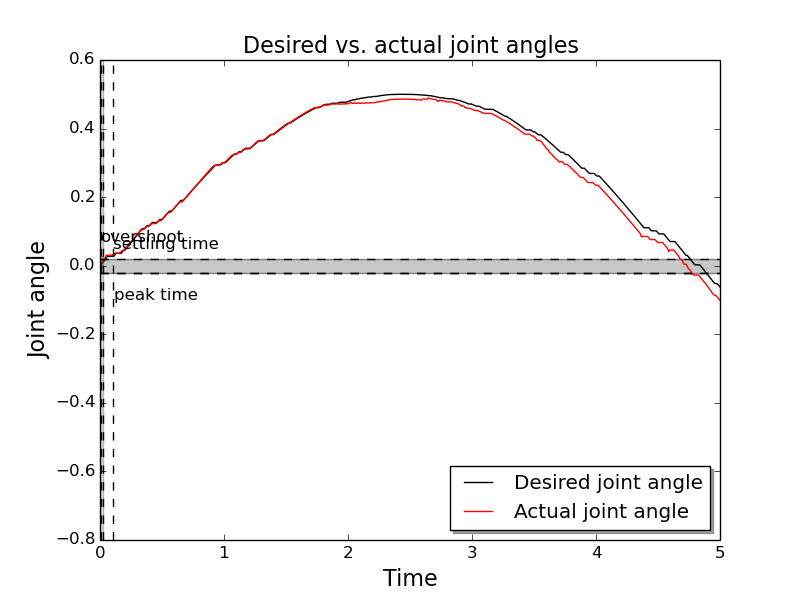 Desired vs. actual joint angles
0.6
0.4
0.2
0.0
−0.2
−0.4
−0.6
−0.8
Joint angle
overshoot
settling time
peak time
Desired joint angle
Actual joint angle
0 1 2 3 4 5
Time